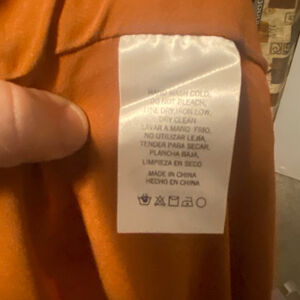 HAND WASH COLD,
DO NOT BLEACH,
LINE DRY, IRON LOW,
DRY CLEAN
LAVAR A MANO FRIO,
NO UTILIZAR LEJIA,
TENDER PARA SECAR,
PLANCHA BAJA,
LIMPIEZA EN SECO
MADE IN CHINA
HECHO EN CHINA